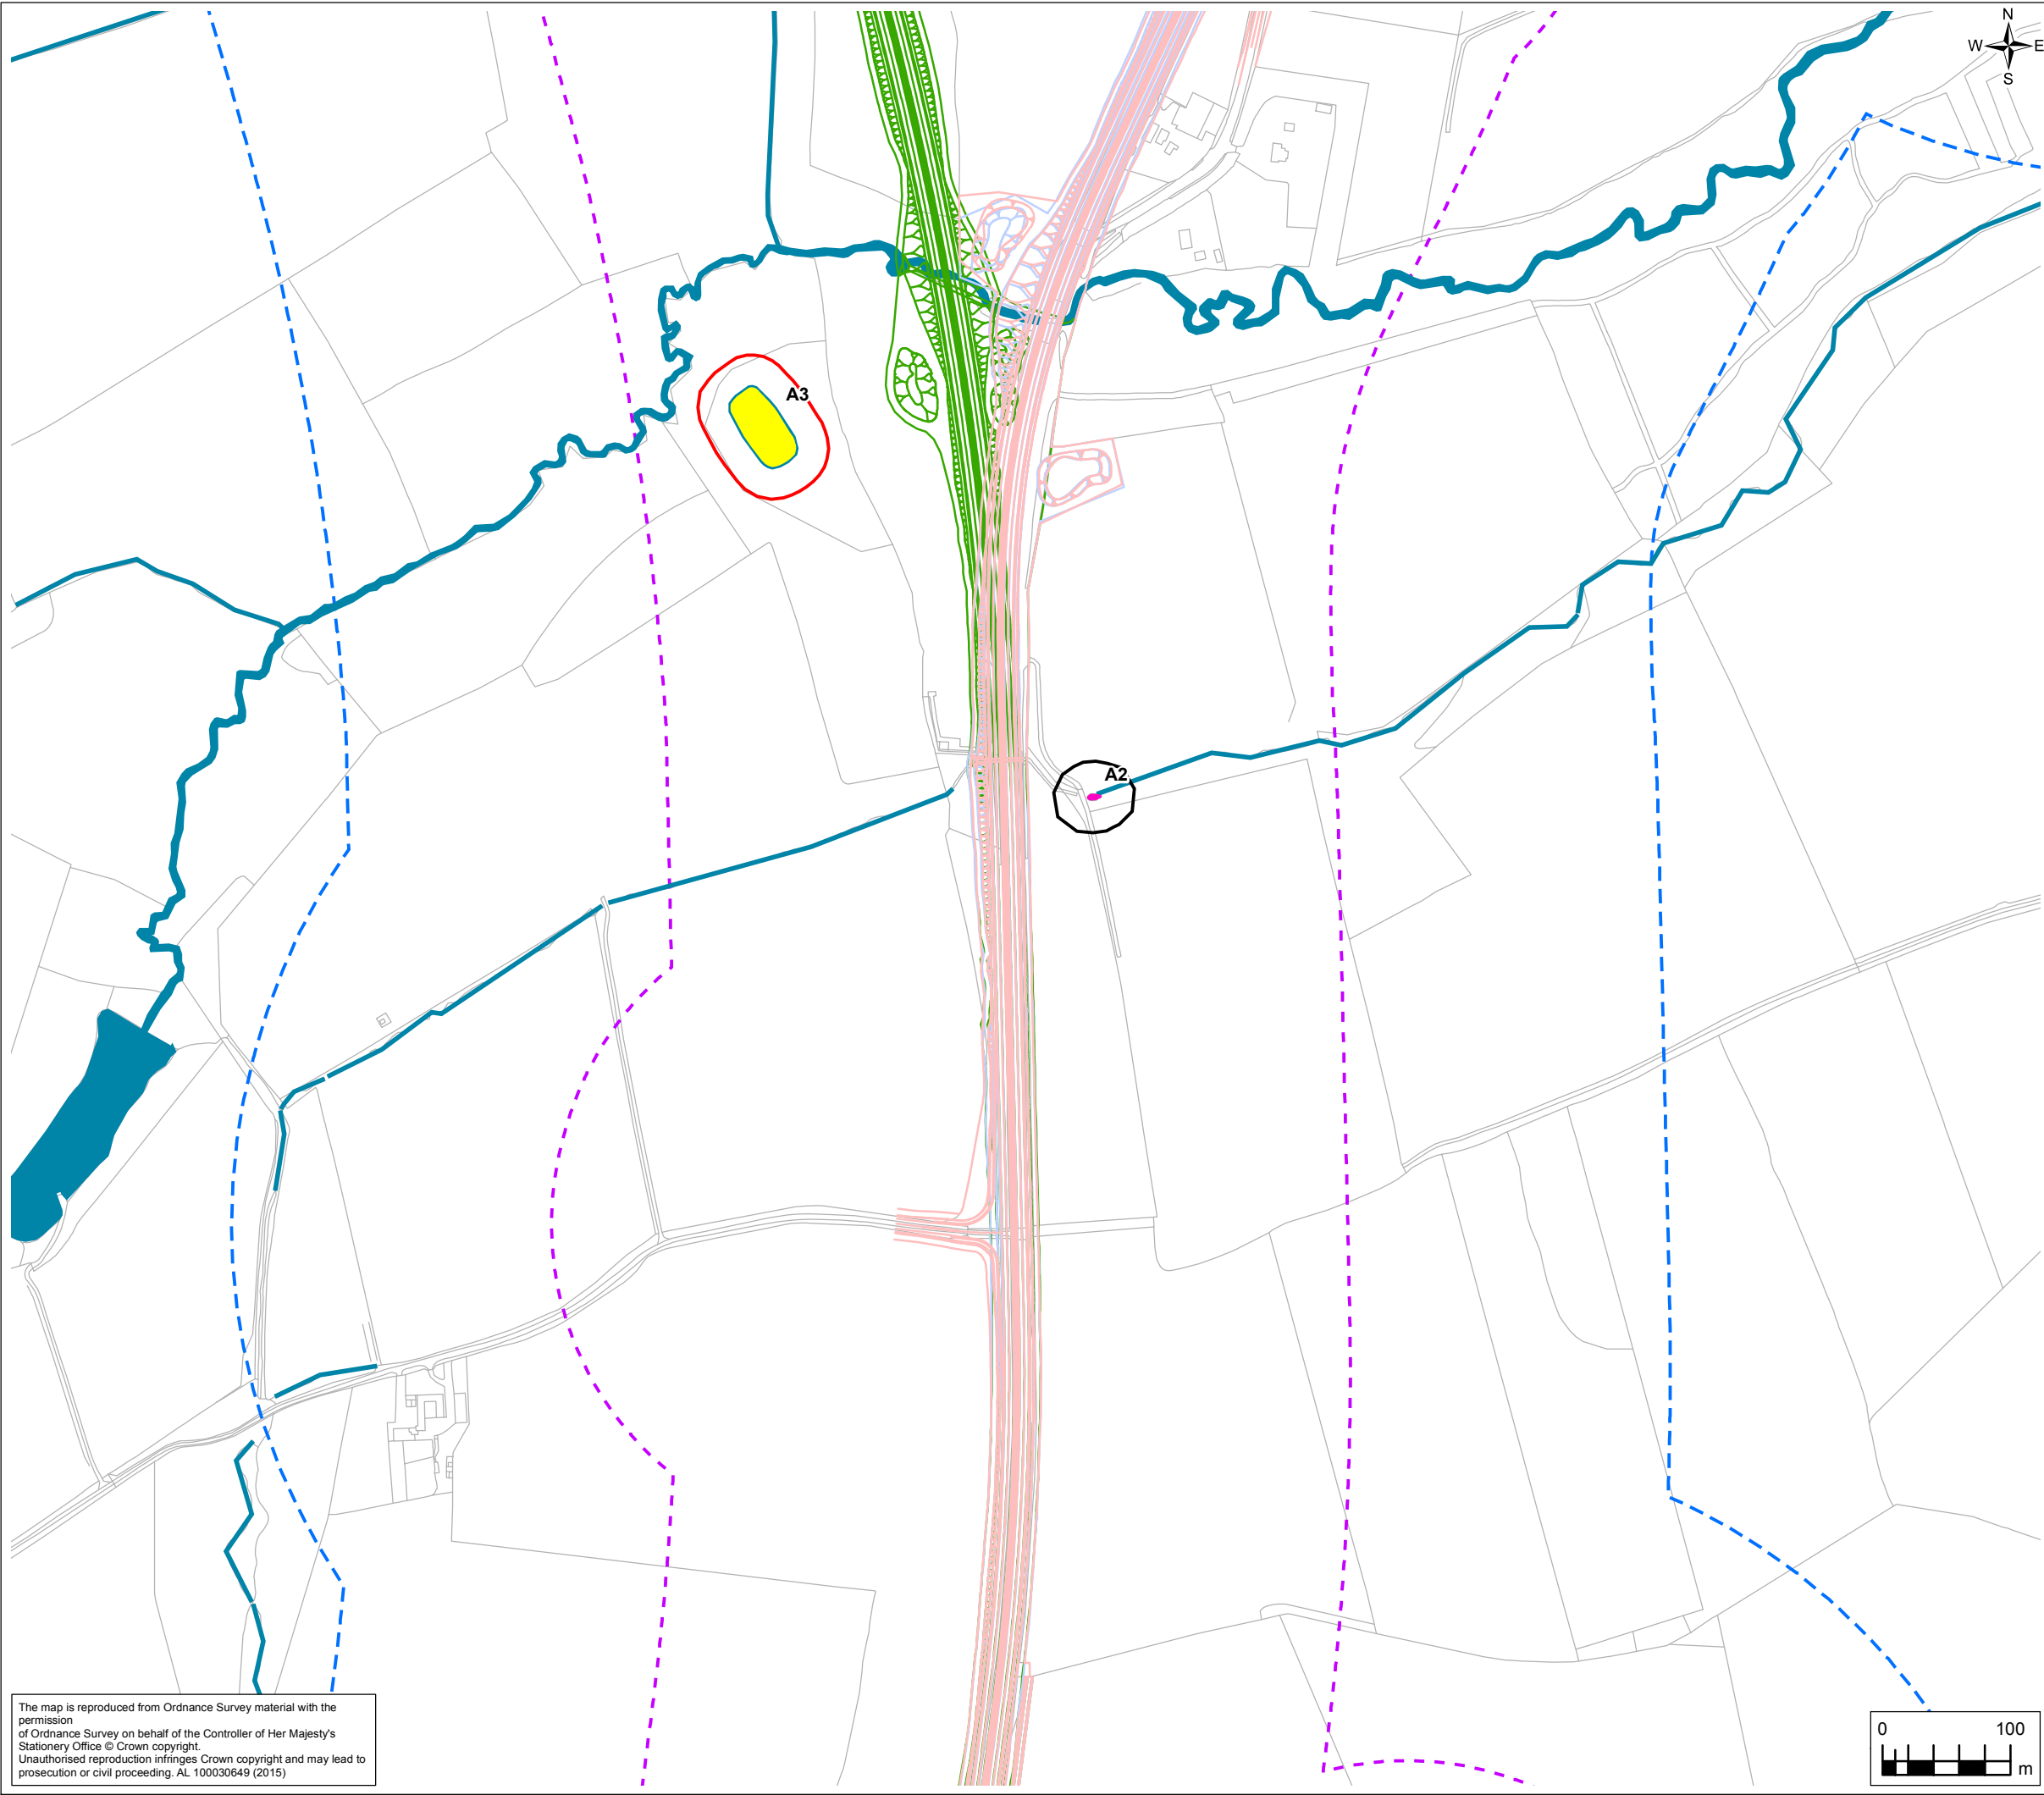 N
W E
S
A3
A2
The map is reproduced from Ordnance Survey material with the
permission
of Ordnance Survey on behalf of the Controller of Her Majesty's
Stationery Office © Crown copyright.
Unauthorised reproduction infringes Crown copyright and may lead to
prosecution or civil proceeding. AL 100030649 (2015)
0 100
m